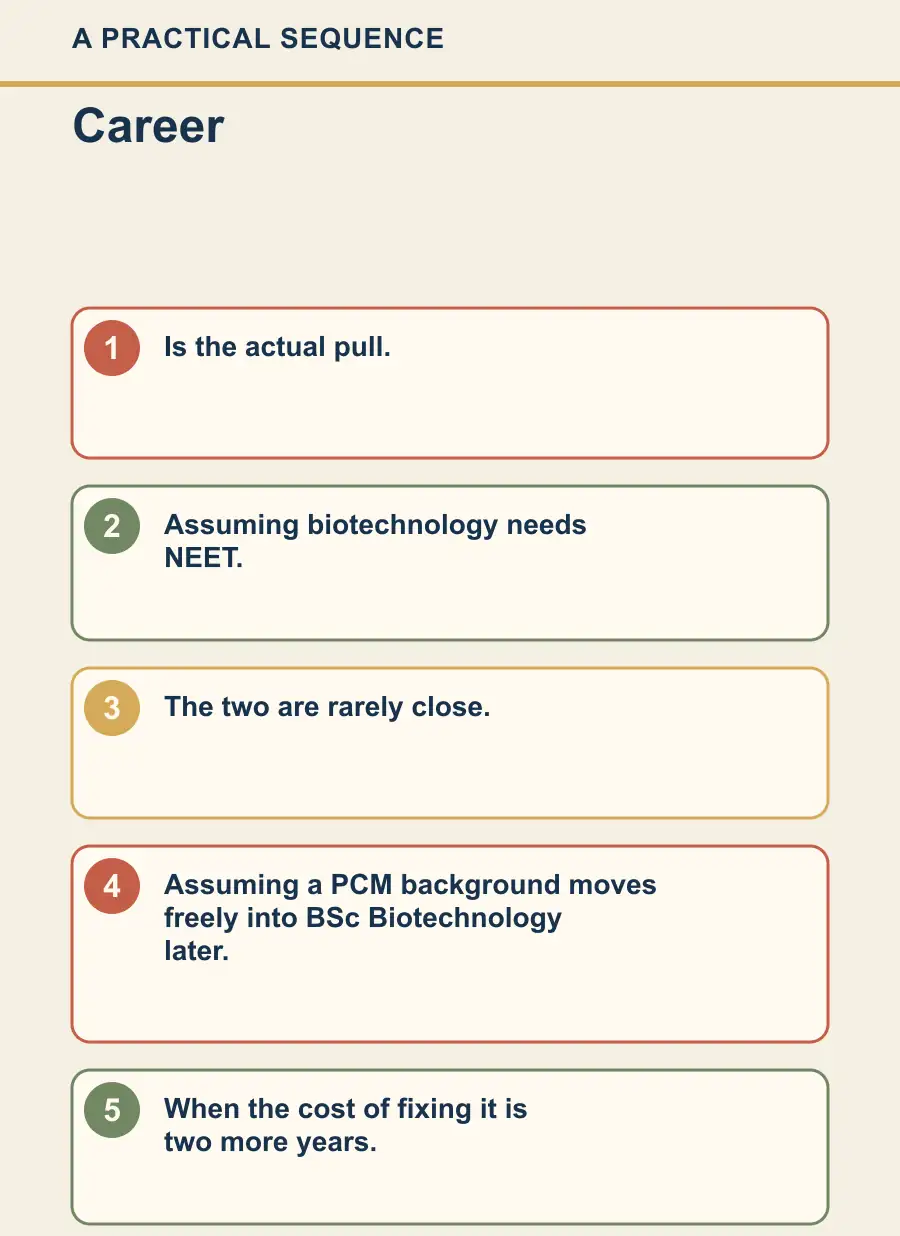 A PRACTICAL SEQUENCE
Career
1
Is the actual pull.
2
Assuming biotechnology needs
NEET.
3
The two are rarely close.
4
Assuming a PCM background moves
freely into BSc Biotechnology
later.
5
When the cost of fixing it is
two more years.